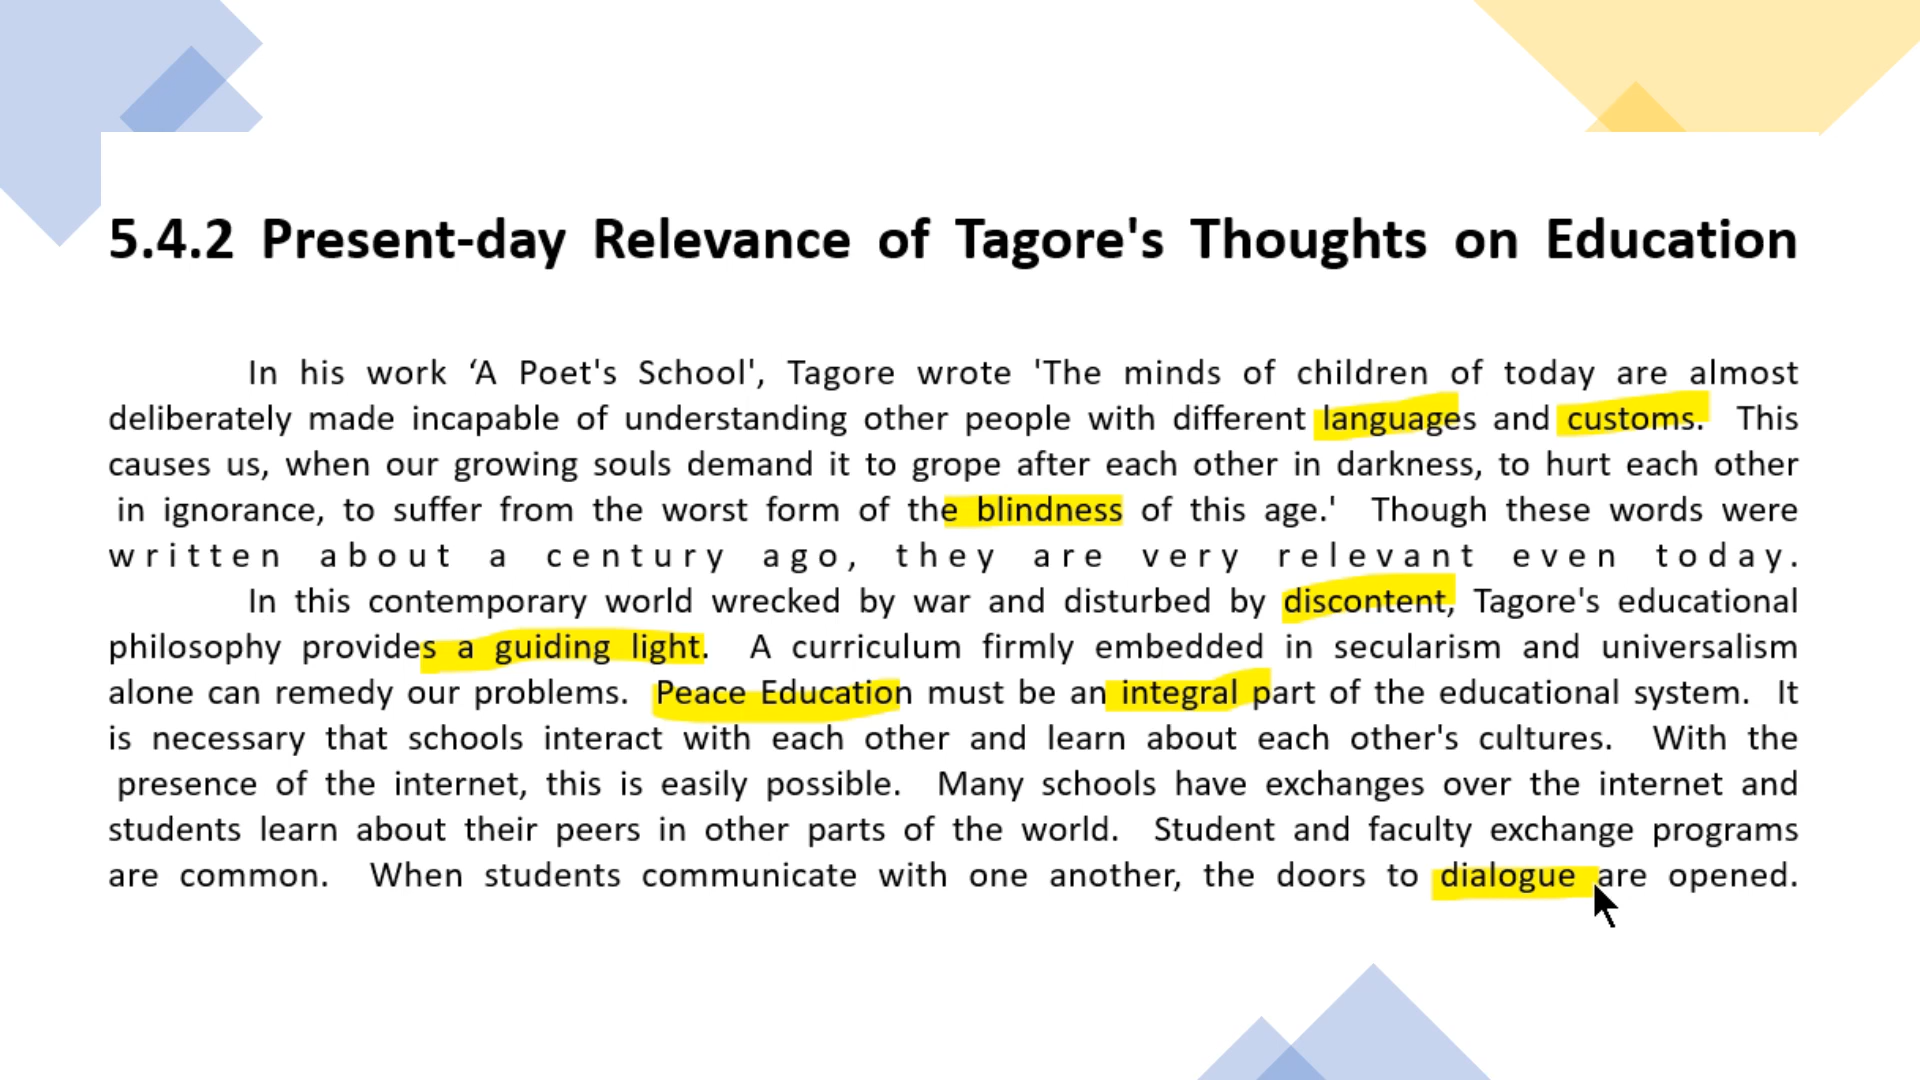 5.4.2 Present-day Relevance of Tagore's Thoughts on Education
In his work ‘A Poet's School', Tagore wrote 'The minds of children of today are almost
deliberately made incapable of understanding other people with different languages and customs. This
causes us, when our growing souls demand it to grope after each other in darkness, to hurt each other
in ignorance, to suffer from the worst form of the blindness of this age.' Though these words were
written about a century ago, they are very relevant even today.
In this contemporary world wrecked by war and disturbed by discontent, Tagore's educational
philosophy provides a guiding light. A curriculum firmly embedded in secularism and universalism
alone can remedy our problems. Peace Education must be an integral part of the educational system. It
is necessary that schools interact with each other and learn about each other's cultures. With the
presence of the internet, this is easily possible. Many schools have exchanges over the internet and
students learn about their peers in other parts of the world. Student and faculty exchange programs
are common. When students communicate with one another, the doors to dialogue are opened.